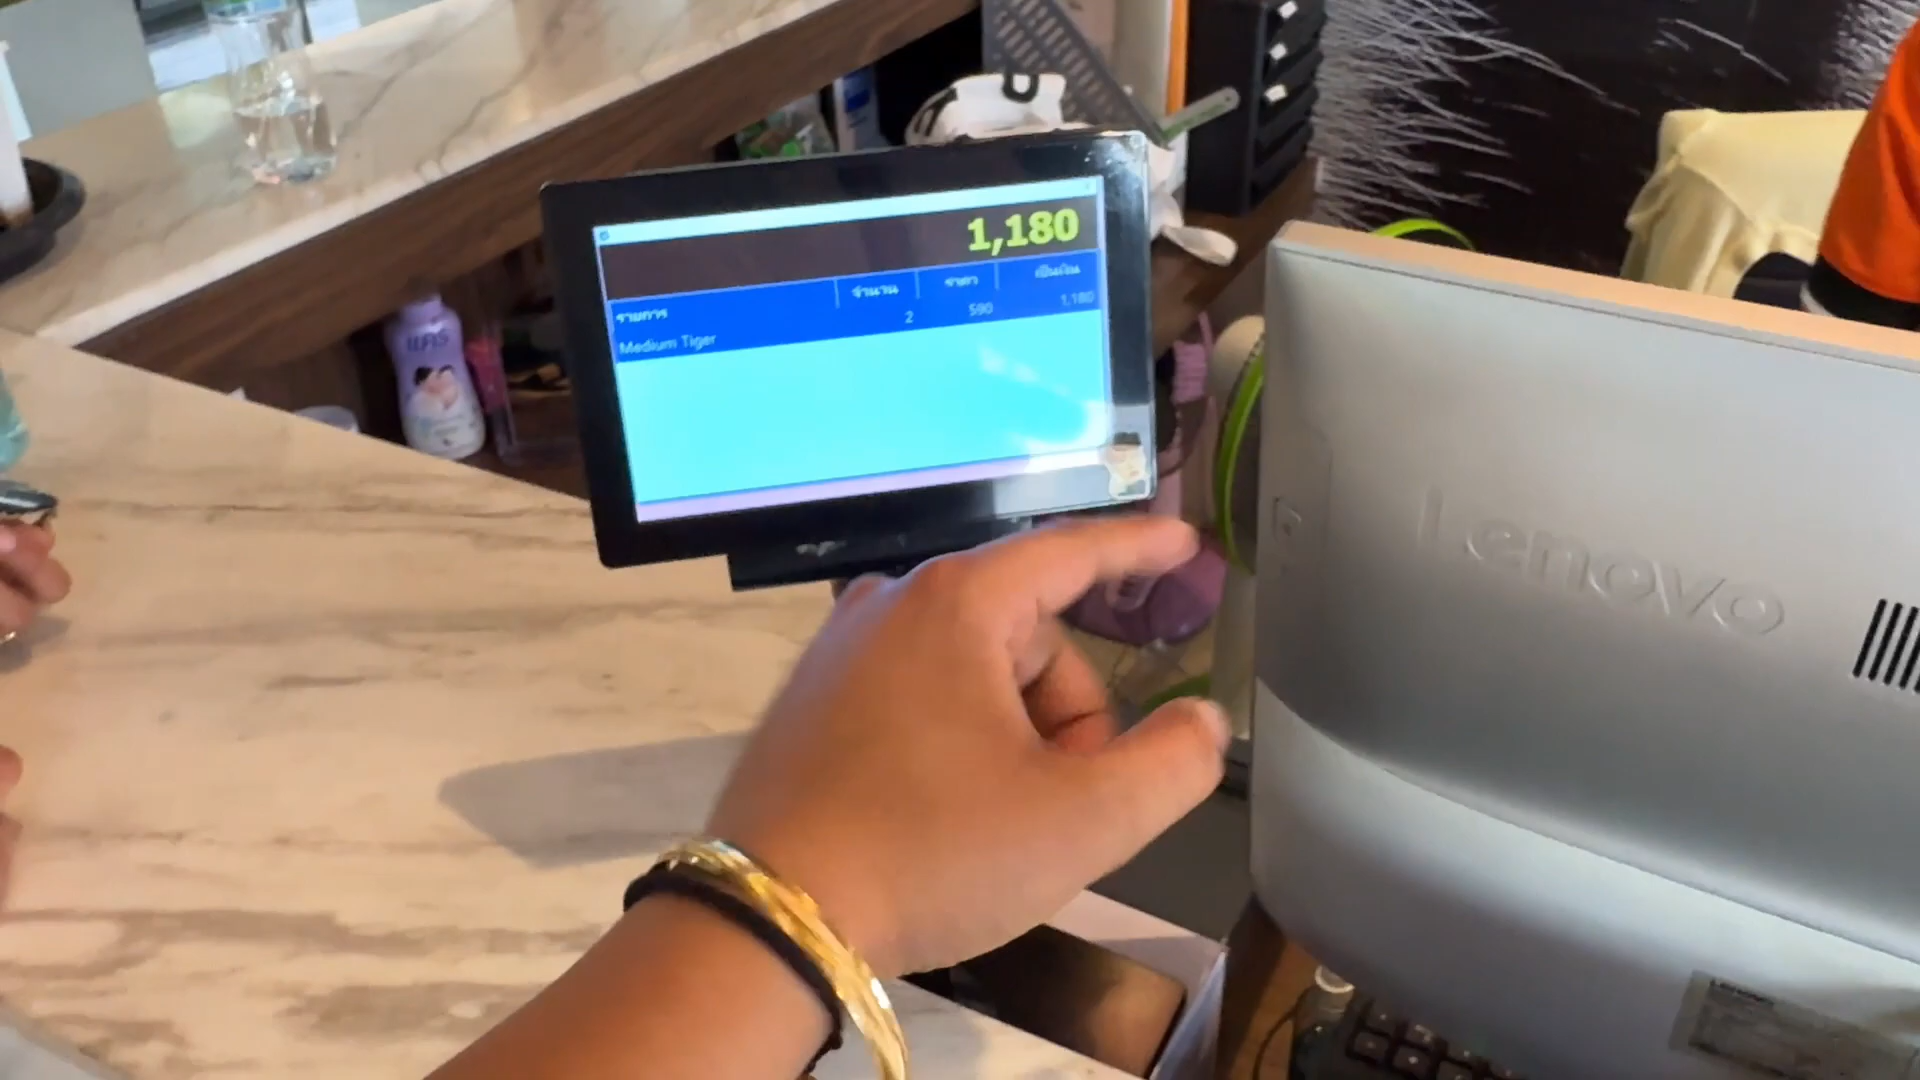 1,180
รายการ จำนวน ราคา เป็นเงิน
Medium Tiger 2 590 1,180
Lenovo